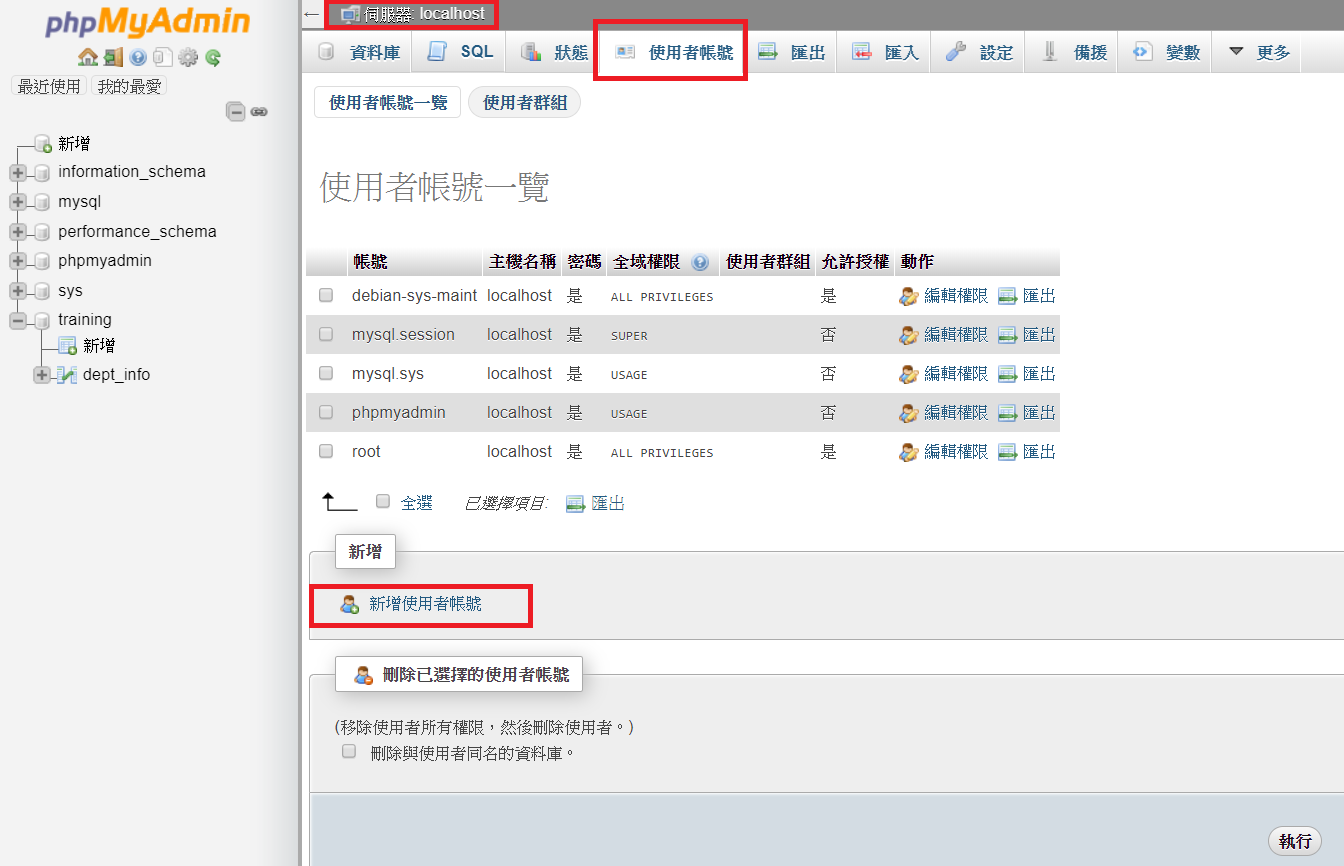 phpMyAdmin
最近使用 我的最愛
新增
information_schema
mysql
performance_schema
phpmyadmin
sys
training
新增
dept_info
伺服器: localhost
資料庫 SQL 狀態 使用者帳號 匯出 匯入 設定 備援 變數 更多
使用者帳號一覽 使用者群組
使用者帳號一覽
帳號 主機名稱 密碼 全域權限 使用者群組 允許授權 動作
debian-sys-maint localhost 是 ALL PRIVILEGES 是 編輯權限 匯出
mysql.session localhost 是 SUPER 否 編輯權限 匯出
mysql.sys localhost 是 USAGE 否 編輯權限 匯出
phpmyadmin localhost 是 USAGE 否 編輯權限 匯出
root localhost 是 ALL PRIVILEGES 是 編輯權限 匯出
全選 已選擇項目: 匯出
新增
新增使用者帳號
刪除已選擇的使用者帳號
(移除使用者所有權限，然後刪除使用者。)
刪除與使用者同名的資料庫。
執行